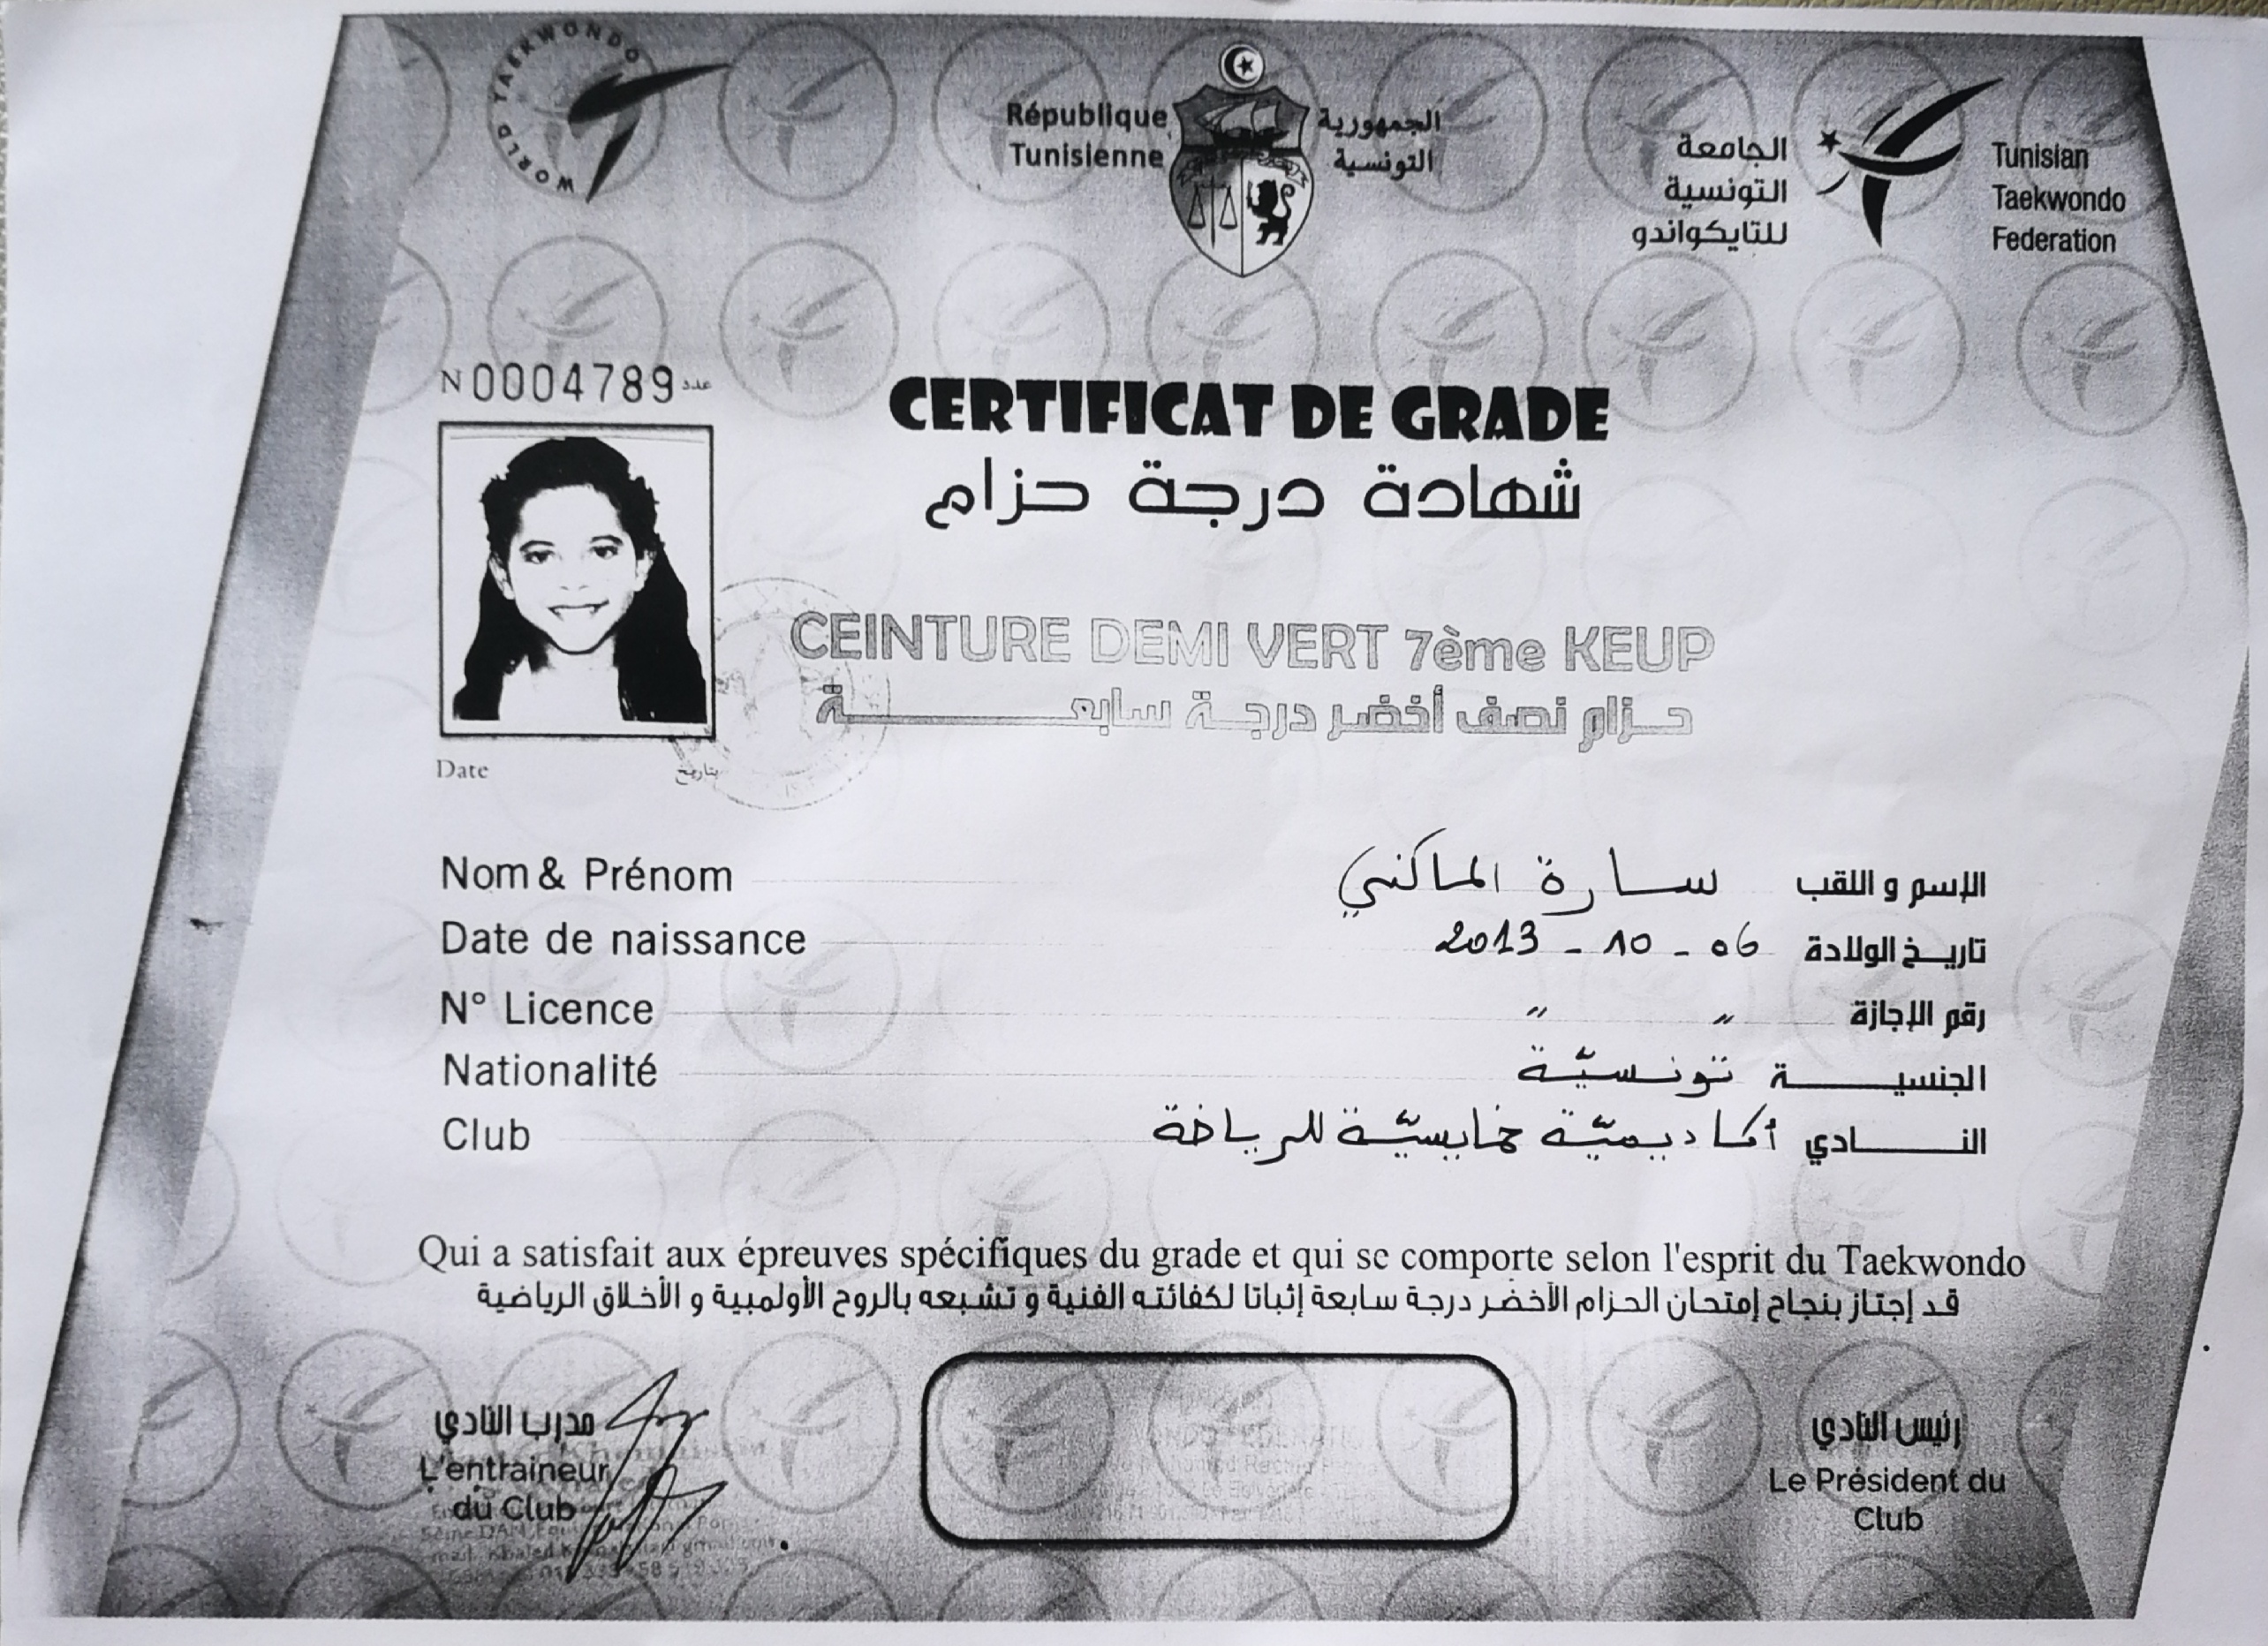 WORLD TAEKWONDO
République
Tunisienne
الجمهورية
التونسية
الجامعة
التونسية
للتايكواندو
Tunisian
Taekwondo
Federation
N 0004789 عدد
CERTIFICAT DE GRADE
شهادة درجة حزام
CEINTURE DEMI VERT 7ème KEUP
حزام نصف أخضر درجة سابعة
Date بتاريخ
Nom & Prénom سارة الماكني الإسم و اللقب
Date de naissance 06 - 10 - 2013 تاريخ الولادة
N° Licence " " رقم الإجازة
Nationalité تونسيّة الجنسية
Club أكاديميّة للرياضة النادي
Qui a satisfait aux épreuves spécifiques du grade et qui se comporte selon l'esprit du Taekwondo
قد إجتاز بنجاح إمتحان الحزام الأخضر درجة سابعة إثباتا لكفائته الفنية و تشبعه بالروح الأولمبية و الأخلاق الرياضية
مدرب النادي
L'entraineur
du Club
رئيس النادي
Le Président du
Club